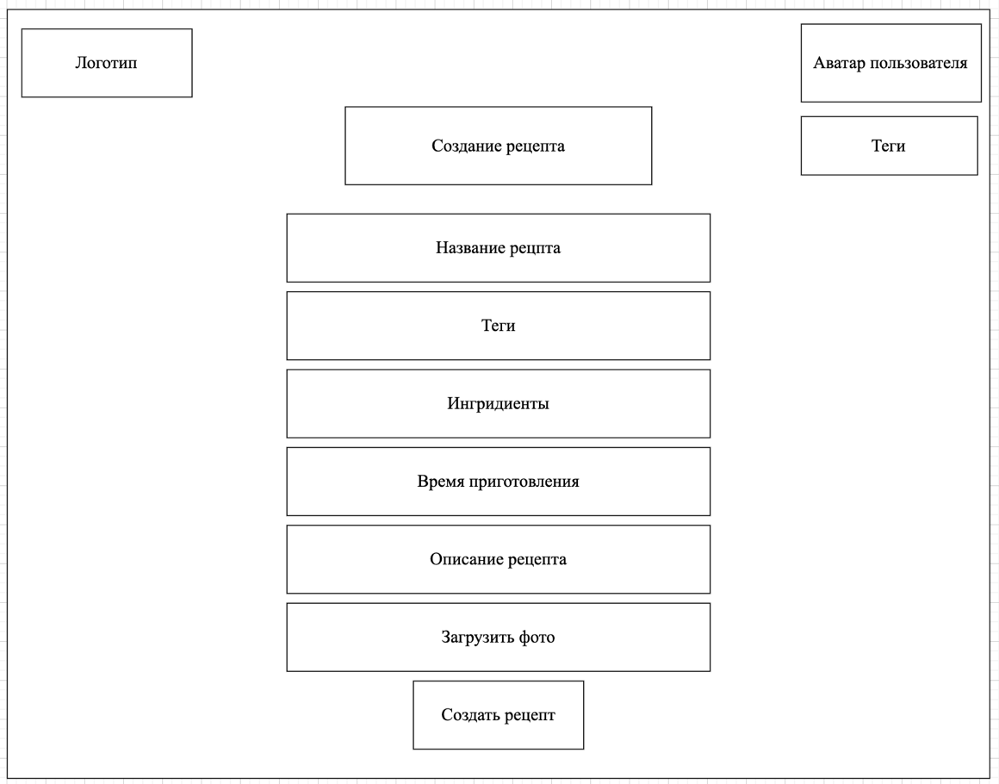 Логотип
Аватар пользователя
Создание рецепта
Теги
Название рецпта
Теги
Ингридиенты
Время приготовления
Описание рецепта
Загрузить фото
Создать рецепт